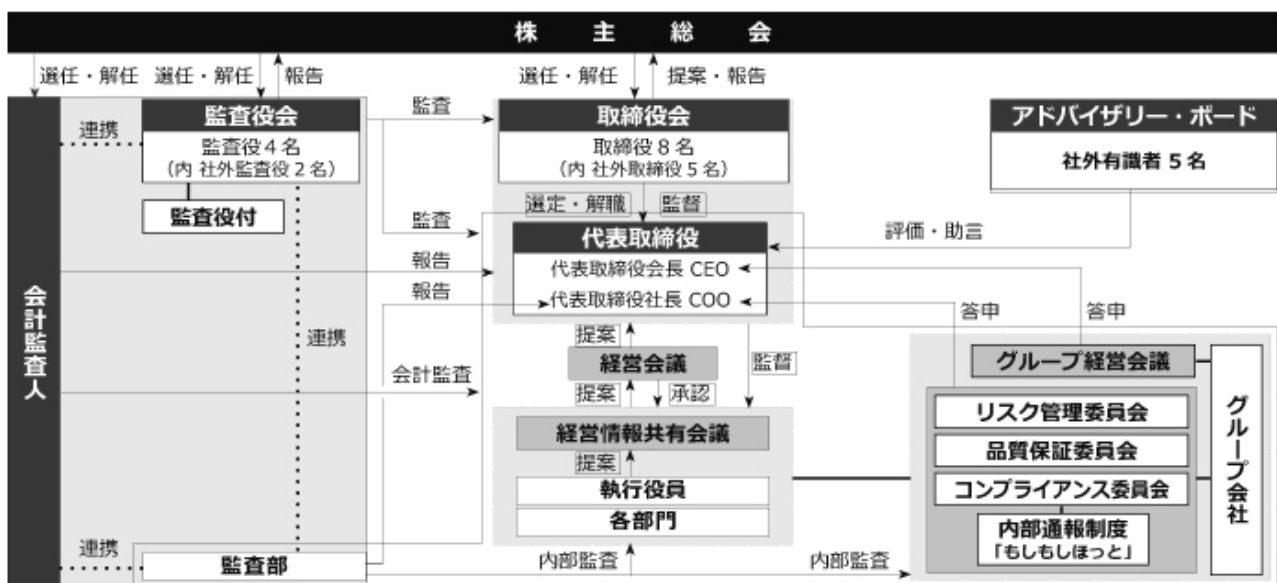 株主総会
選任・解任
選任・解任
報告
選任・解任
提案・報告
監査役会
監査役4名
（内 社外監査役2名）
監査役付
連携
監査
取締役会
取締役8名
（内 社外取締役5名）
アドバイザリー・ボード
社外有識者 5名
選定・解職
監督
監査
代表取締役
代表取締役会長 CEO
代表取締役社長 COO
評価・助言
報告
報告
会計監査人
連携
答申
答申
提案
経営会議
監督
会計監査
提案
承認
経営情報共有会議
提案
執行役員
各部門
グループ経営会議
リスク管理委員会
品質保証委員会
コンプライアンス委員会
内部通報制度
「もしもしほっと」
グループ会社
連携
監査部
内部監査
内部監査